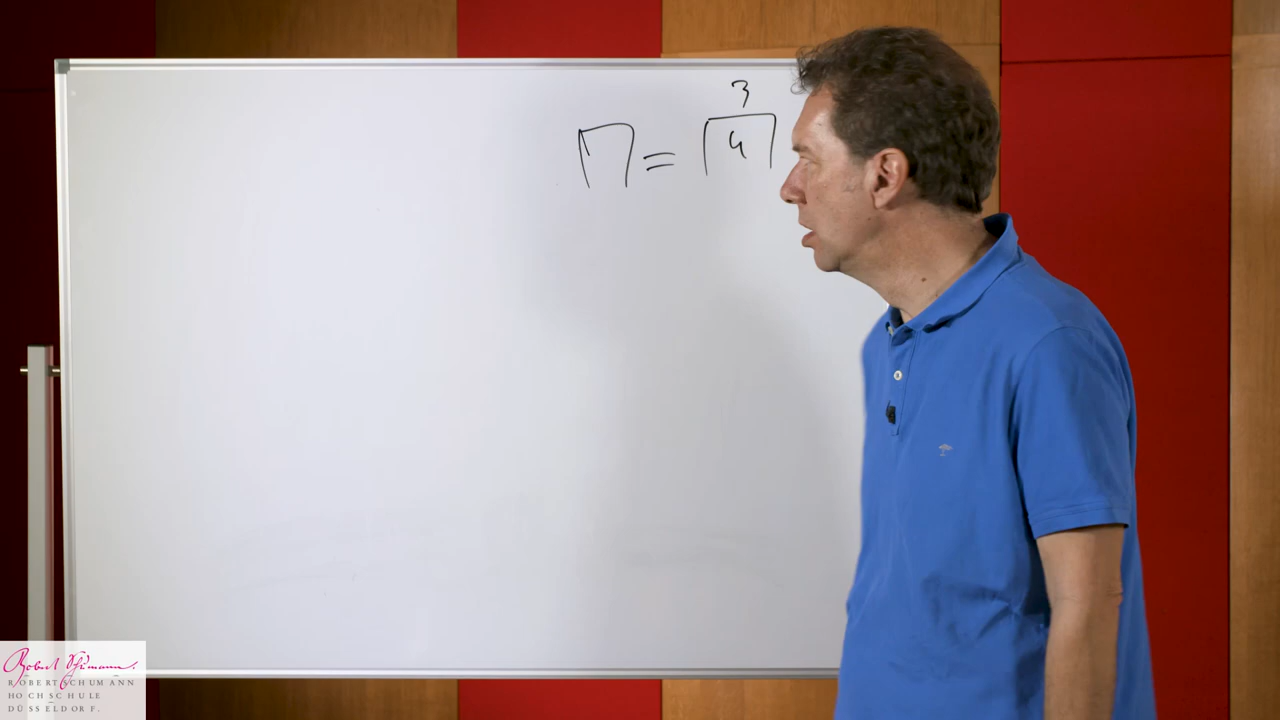 3
⊓ = 4
Robert Schumann
ROBERT SCHUMANN
HOCHSCHULE
DÜSSELDORF.